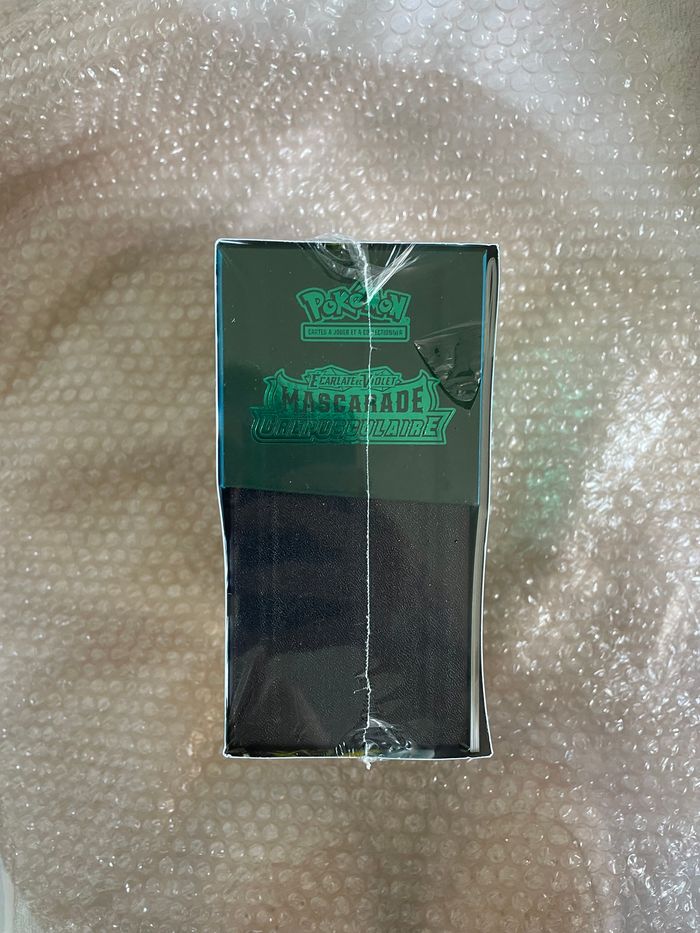 POKÉMON
CARTES À JOUER ET À COLLECTIONNER
ÉCARLATE ET VIOLET
MASCARADE
CRÉPUSCULAIRE